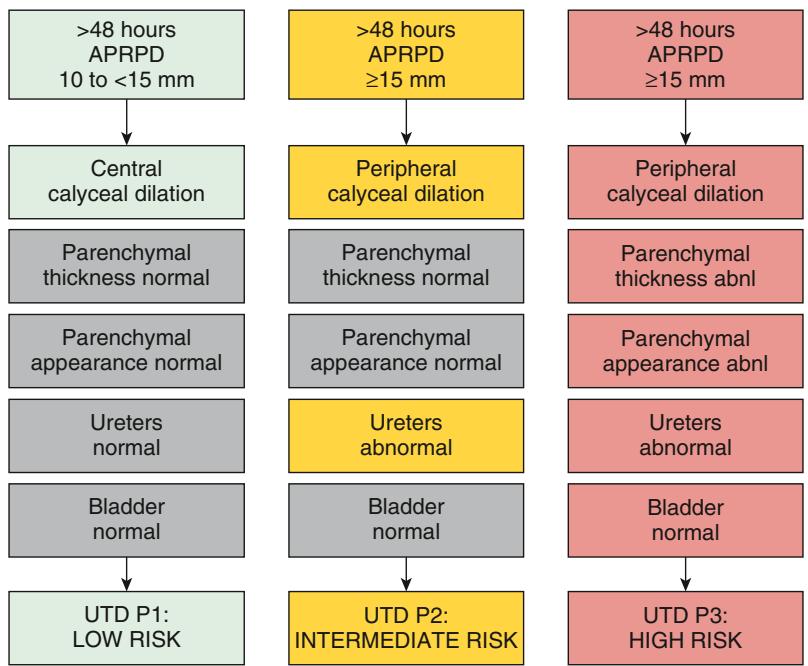 >48 hours
APRPD
10 to <15 mm
Central
calyceal dilation
Parenchymal
thickness normal
Parenchymal
appearance normal
Ureters
normal
Bladder
normal
UTD P1:
LOW RISK
>48 hours
APRPD
≥15 mm
Peripheral
calyceal dilation
Parenchymal
thickness normal
Parenchymal
appearance normal
Ureters
abnormal
Bladder
normal
UTD P2:
INTERMEDIATE RISK
>48 hours
APRPD
≥15 mm
Peripheral
calyceal dilation
Parenchymal
thickness abnl
Parenchymal
appearance abnl
Ureters
abnormal
Bladder
normal
UTD P3:
HIGH RISK